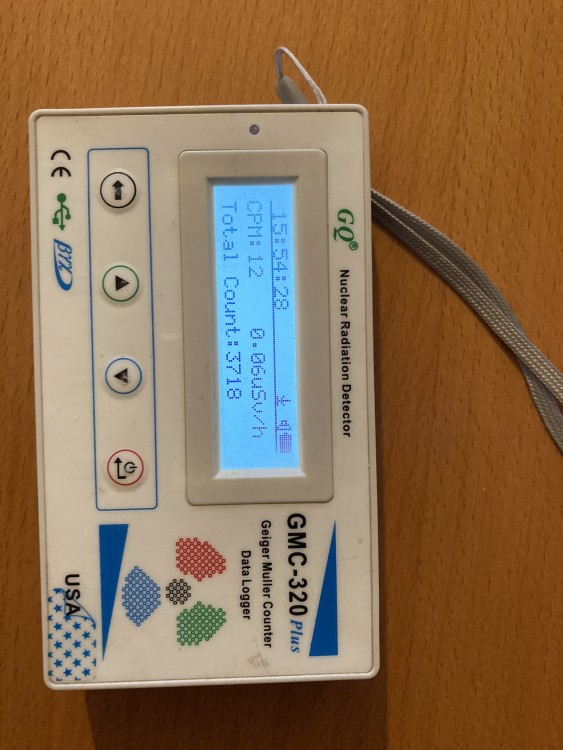 GQ®
Nuclear Radiation Detector
15:54:28
CPM:12 0.06uSv/h
Total Count:3718
GMC-320 Plus
Geiger Muller Counter
Data Logger
CE
USA